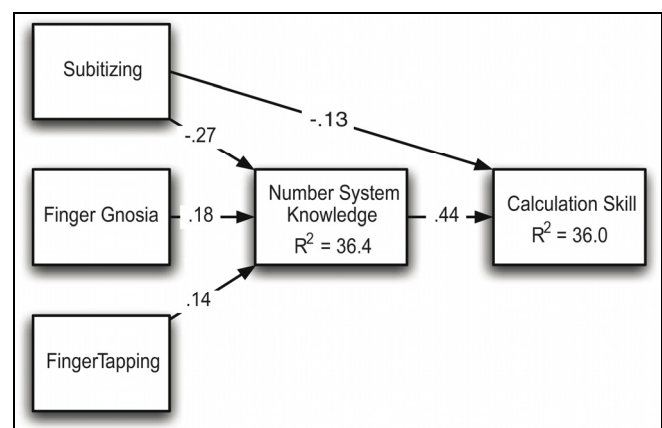 Subitizing
-.13
-.27
Finger Gnosia
.18
Number System
Knowledge
R² = 36.4
.44
Calculation Skill
R² = 36.0
.14
FingerTapping